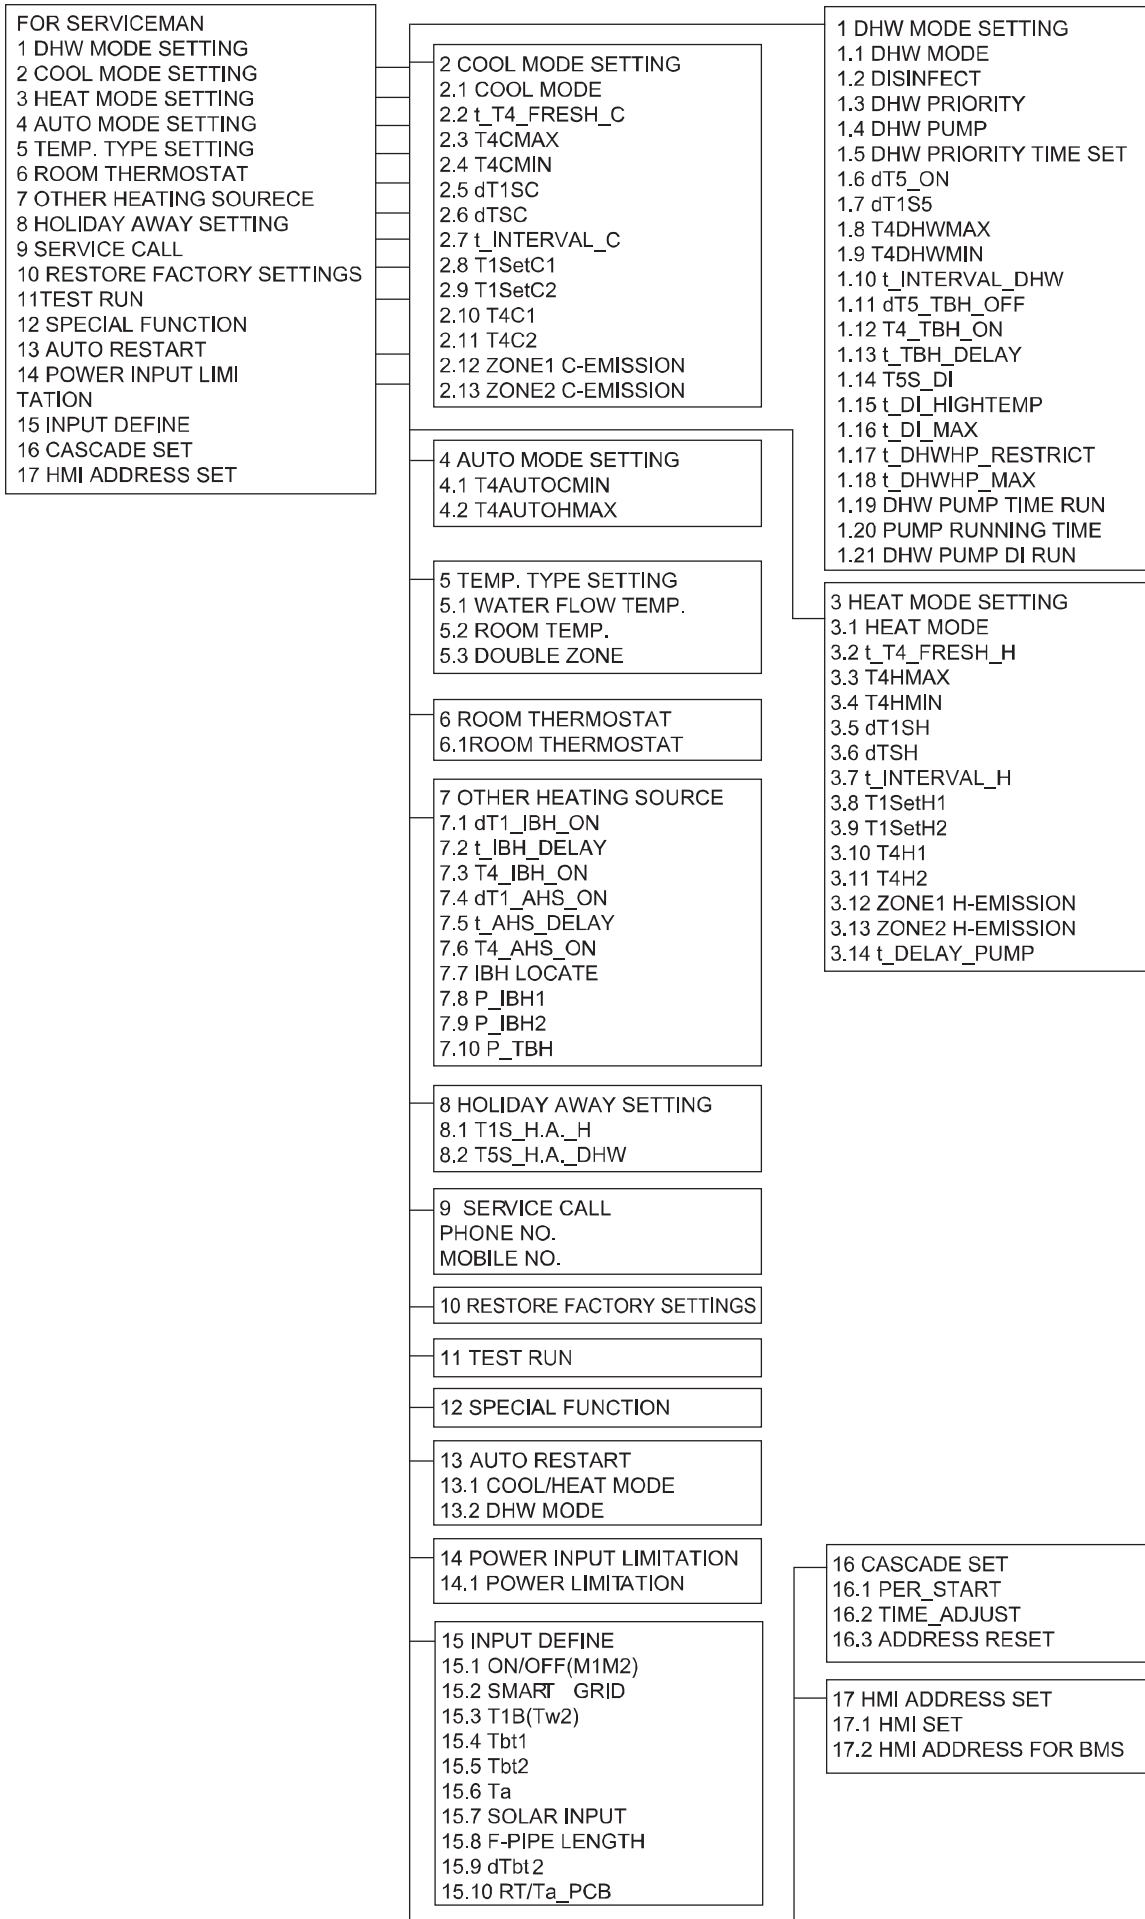 FOR SERVICEMAN
1 DHW MODE SETTING
2 COOL MODE SETTING
3 HEAT MODE SETTING
4 AUTO MODE SETTING
5 TEMP. TYPE SETTING
6 ROOM THERMOSTAT
7 OTHER HEATING SOURECE
8 HOLIDAY AWAY SETTING
9 SERVICE CALL
10 RESTORE FACTORY SETTINGS
11TEST RUN
12 SPECIAL FUNCTION
13 AUTO RESTART
14 POWER INPUT LIMI
TATION
15 INPUT DEFINE
16 CASCADE SET
17 HMI ADDRESS SET
2 COOL MODE SETTING
2.1 COOL MODE
2.2 t_T4_FRESH_C
2.3 T4CMAX
2.4 T4CMIN
2.5 dT1SC
2.6 dTSC
2.7 t_INTERVAL_C
2.8 T1SetC1
2.9 T1SetC2
2.10 T4C1
2.11 T4C2
2.12 ZONE1 C-EMISSION
2.13 ZONE2 C-EMISSION
4 AUTO MODE SETTING
4.1 T4AUTOCMIN
4.2 T4AUTOHMAX
5 TEMP. TYPE SETTING
5.1 WATER FLOW TEMP.
5.2 ROOM TEMP.
5.3 DOUBLE ZONE
6 ROOM THERMOSTAT
6.1ROOM THERMOSTAT
7 OTHER HEATING SOURCE
7.1 dT1_IBH_ON
7.2 t_IBH_DELAY
7.3 T4_IBH_ON
7.4 dT1_AHS_ON
7.5 t_AHS_DELAY
7.6 T4_AHS_ON
7.7 IBH LOCATE
7.8 P_IBH1
7.9 P_IBH2
7.10 P_TBH
8 HOLIDAY AWAY SETTING
8.1 T1S_H.A._H
8.2 T5S_H.A._DHW
9 SERVICE CALL
PHONE NO.
MOBILE NO.
10 RESTORE FACTORY SETTINGS
11 TEST RUN
12 SPECIAL FUNCTION
13 AUTO RESTART
13.1 COOL/HEAT MODE
13.2 DHW MODE
14 POWER INPUT LIMITATION
14.1 POWER LIMITATION
15 INPUT DEFINE
15.1 ON/OFF(M1M2)
15.2 SMART GRID
15.3 T1B(Tw2)
15.4 Tbt1
15.5 Tbt2
15.6 Ta
15.7 SOLAR INPUT
15.8 F-PIPE LENGTH
15.9 dTbt2
15.10 RT/Ta_PCB
1 DHW MODE SETTING
1.1 DHW MODE
1.2 DISINFECT
1.3 DHW PRIORITY
1.4 DHW PUMP
1.5 DHW PRIORITY TIME SET
1.6 dT5_ON
1.7 dT1S5
1.8 T4DHWMAX
1.9 T4DHWMIN
1.10 t_INTERVAL_DHW
1.11 dT5_TBH_OFF
1.12 T4_TBH_ON
1.13 t_TBH_DELAY
1.14 T5S_DI
1.15 t_DI_HIGHTEMP
1.16 t_DI_MAX
1.17 t_DHWHP_RESTRICT
1.18 t_DHWHP_MAX
1.19 DHW PUMP TIME RUN
1.20 PUMP RUNNING TIME
1.21 DHW PUMP DI RUN
3 HEAT MODE SETTING
3.1 HEAT MODE
3.2 t_T4_FRESH_H
3.3 T4HMAX
3.4 T4HMIN
3.5 dT1SH
3.6 dTSH
3.7 t_INTERVAL_H
3.8 T1SetH1
3.9 T1SetH2
3.10 T4H1
3.11 T4H2
3.12 ZONE1 H-EMISSION
3.13 ZONE2 H-EMISSION
3.14 t_DELAY_PUMP
16 CASCADE SET
16.1 PER_START
16.2 TIME_ADJUST
16.3 ADDRESS RESET
17 HMI ADDRESS SET
17.1 HMI SET
17.2 HMI ADDRESS FOR BMS